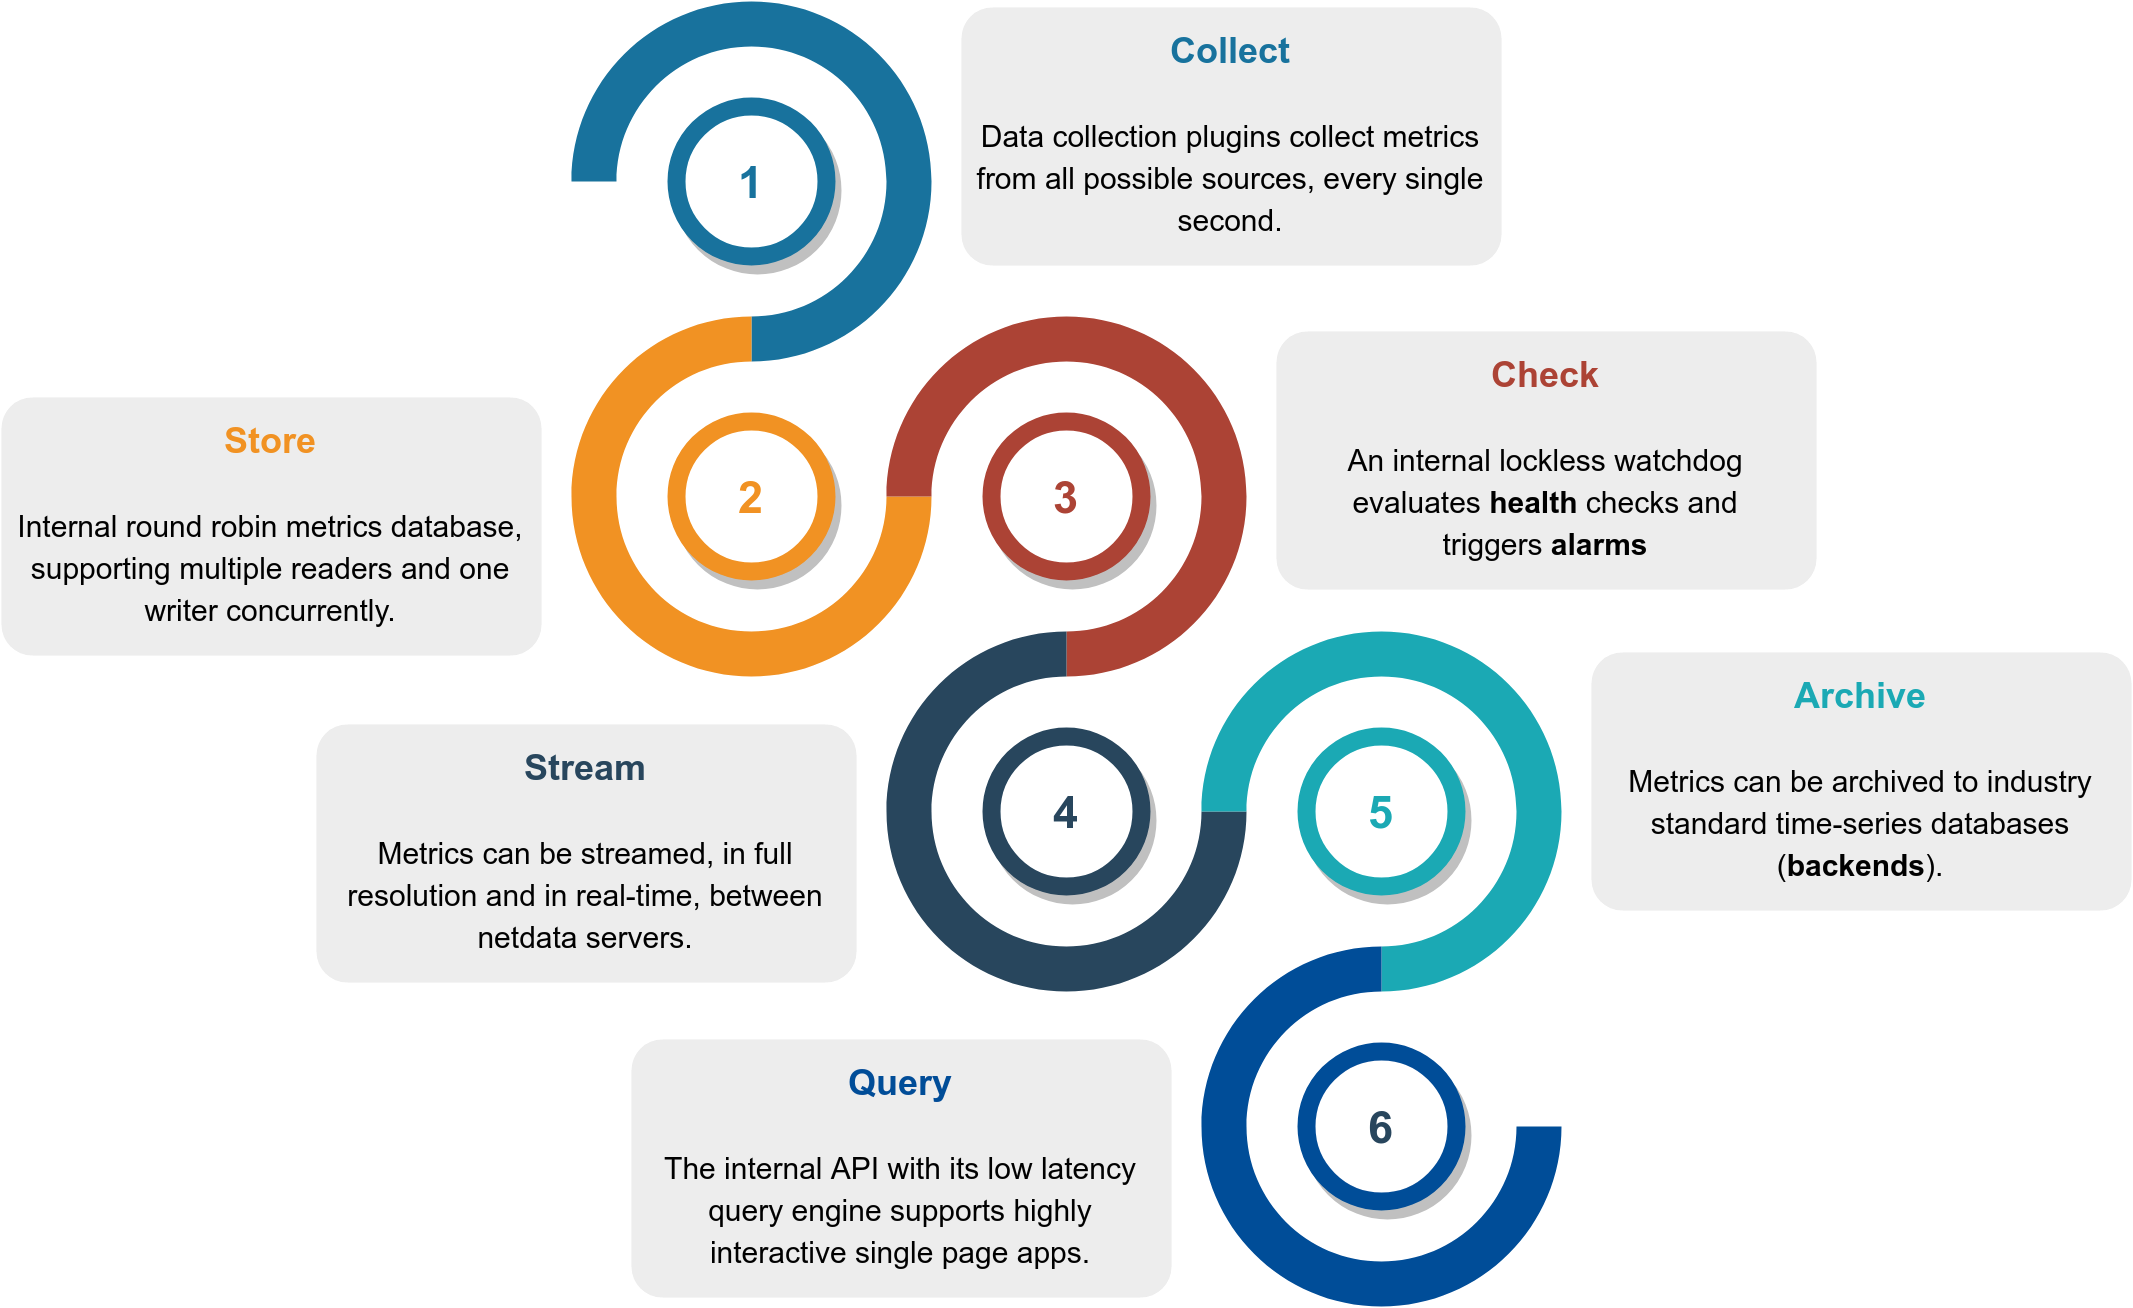 1
Collect
Data collection plugins collect metrics
from all possible sources, every single
second.
2
Store
Internal round robin metrics database,
supporting multiple readers and one
writer concurrently.
3
Check
An internal lockless watchdog
evaluates health checks and
triggers alarms
4
Stream
Metrics can be streamed, in full
resolution and in real-time, between
netdata servers.
5
Archive
Metrics can be archived to industry
standard time-series databases
(backends).
6
Query
The internal API with its low latency
query engine supports highly
interactive single page apps.